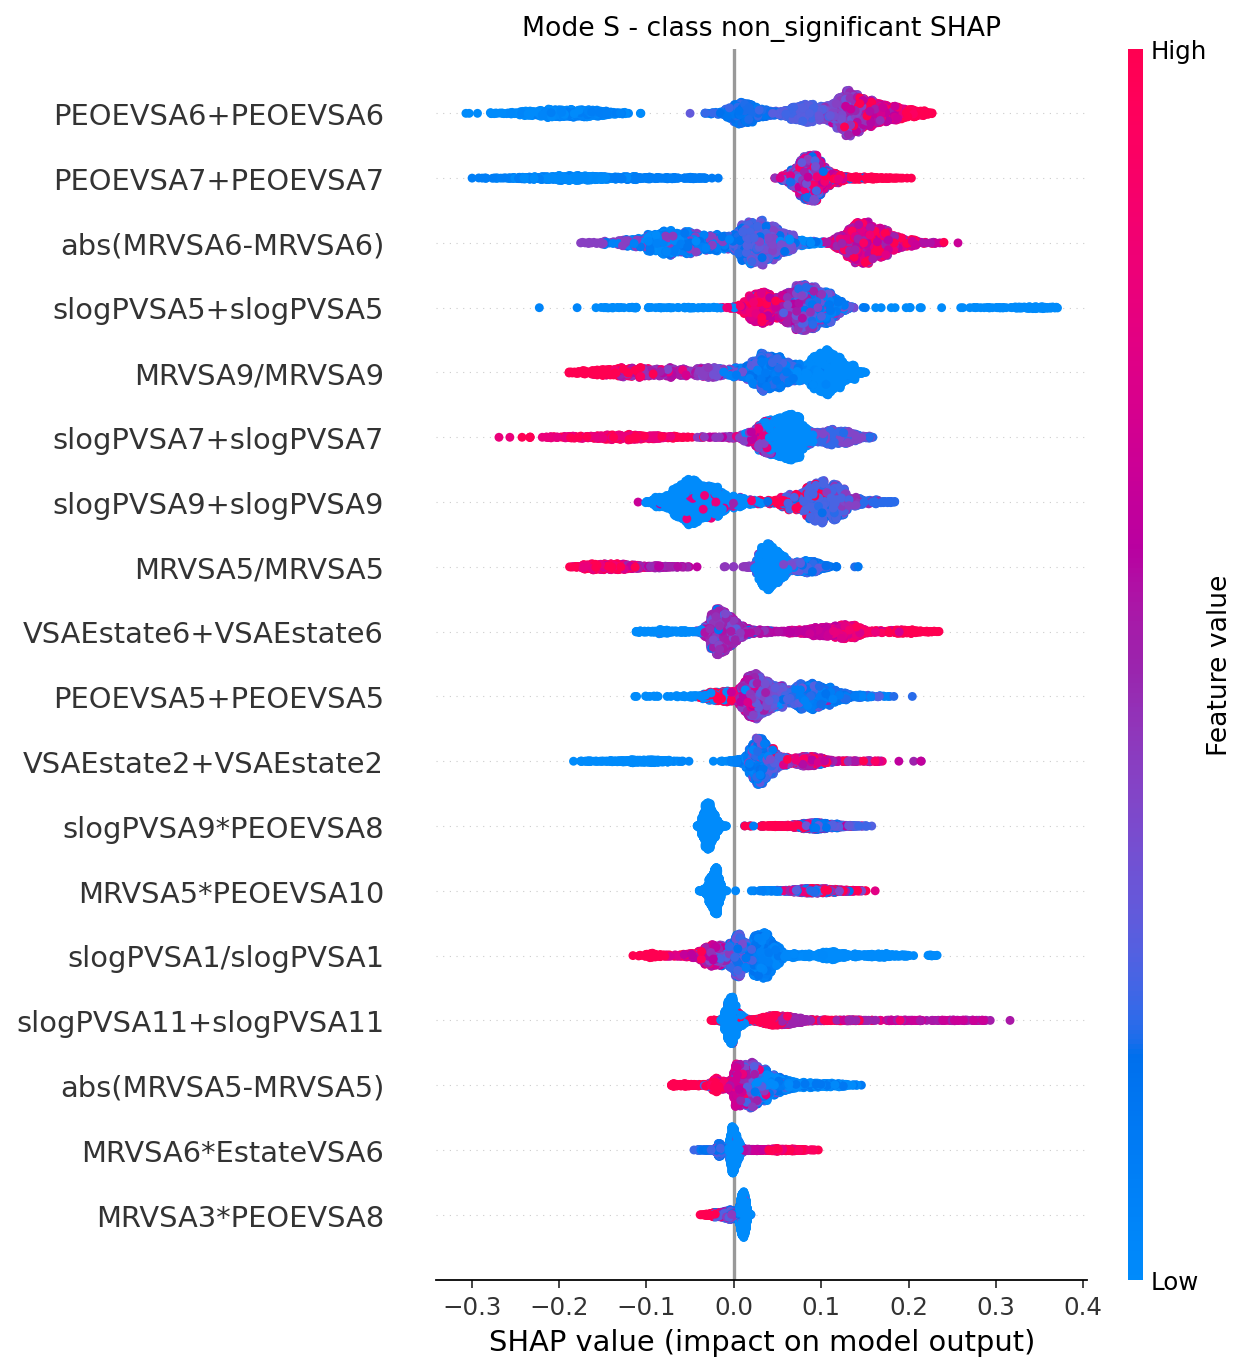 Mode S - class non_significant SHAP
High
PEOEVSA6+PEOEVSA6
PEOEVSA7+PEOEVSA7
abs(MRVSA6-MRVSA6)
slogPVSA5+slogPVSA5
MRVSA9/MRVSA9
slogPVSA7+slogPVSA7
slogPVSA9+slogPVSA9
MRVSA5/MRVSA5
VSAEstate6+VSAEstate6
PEOEVSA5+PEOEVSA5
VSAEstate2+VSAEstate2
slogPVSA9*PEOEVSA8
MRVSA5*PEOEVSA10
slogPVSA1/slogPVSA1
slogPVSA11+slogPVSA11
abs(MRVSA5-MRVSA5)
MRVSA6*EstateVSA6
MRVSA3*PEOEVSA8
Feature value
Low
−0.3 −0.2 −0.1 0.0 0.1 0.2 0.3 0.4
SHAP value (impact on model output)